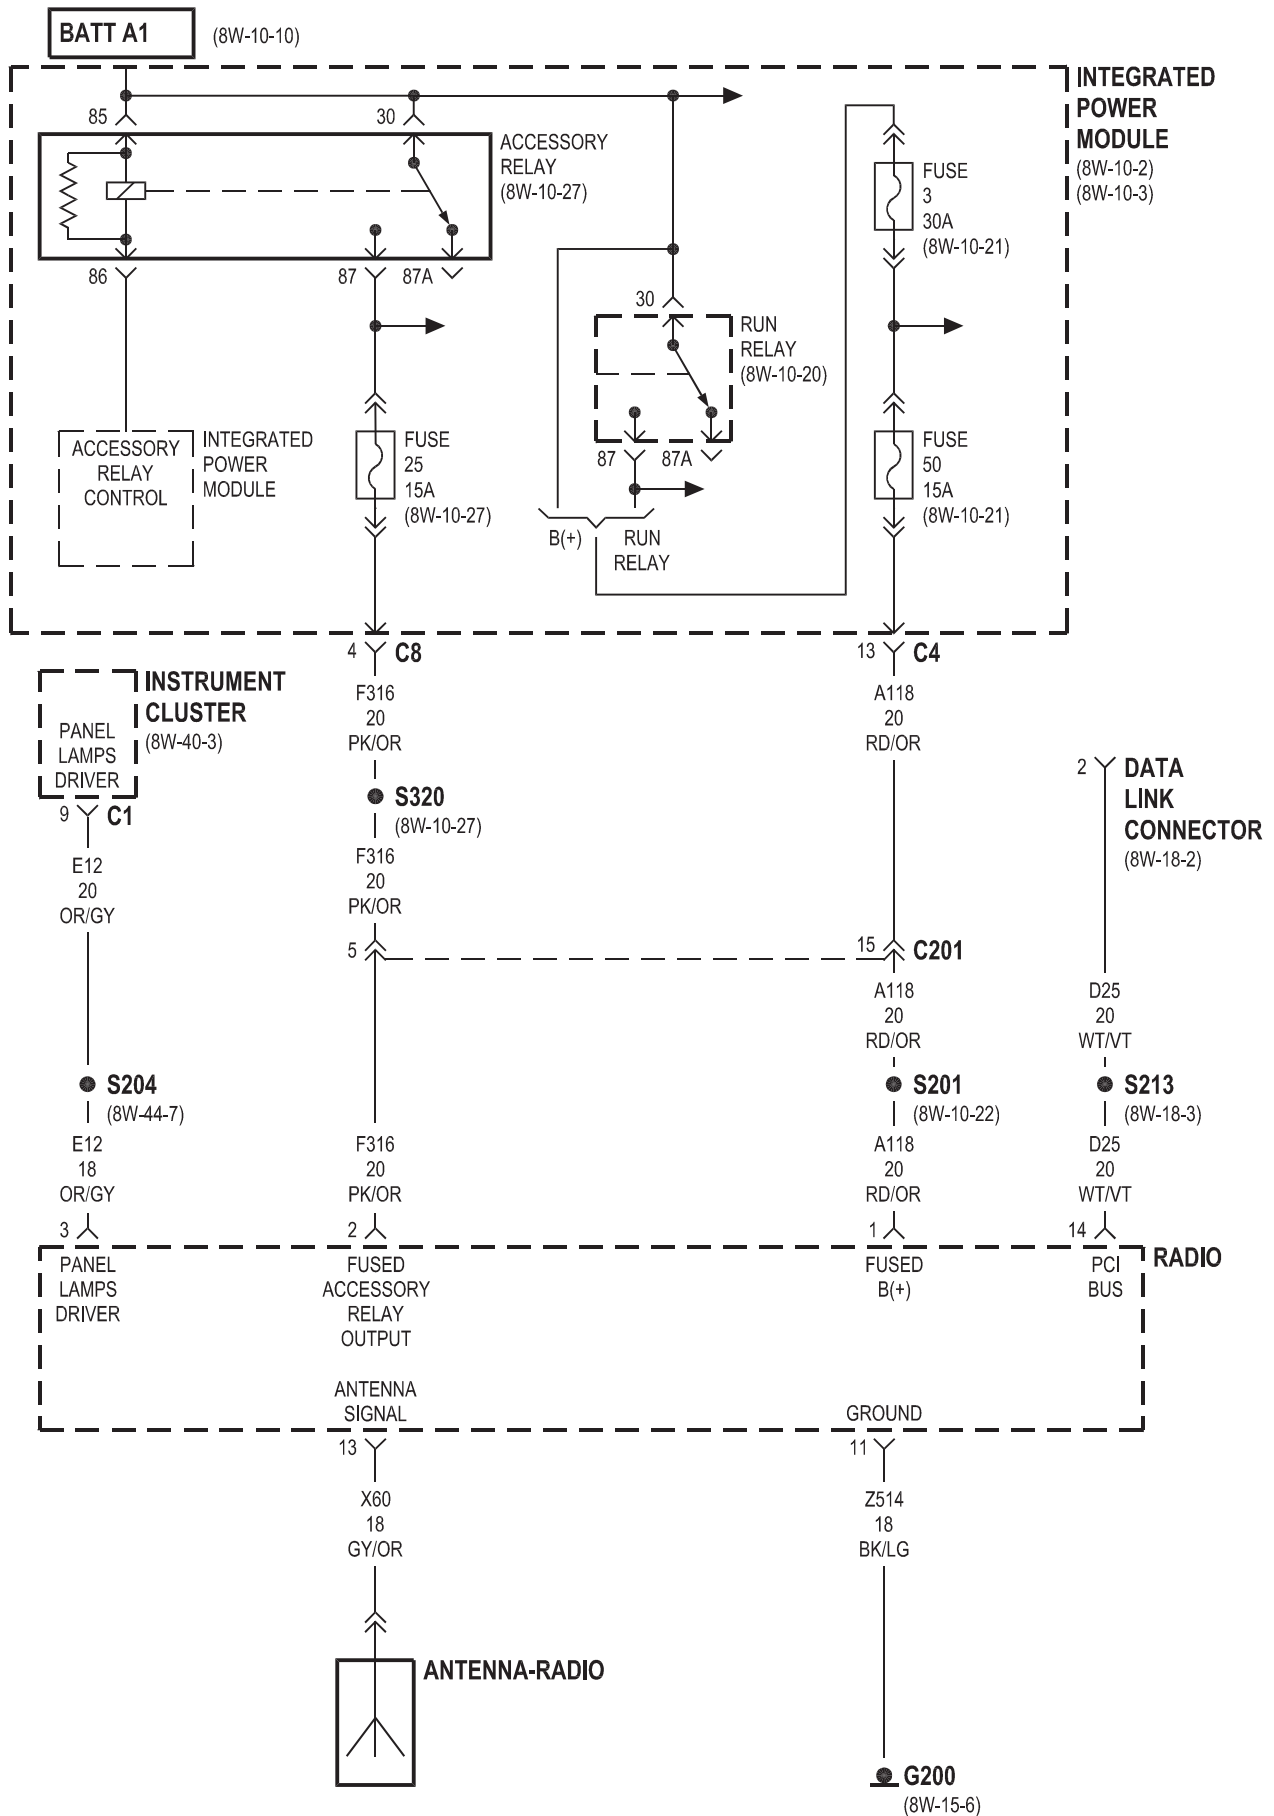 BATT A1
(8W-10-10)
INTEGRATED
POWER
MODULE
(8W-10-2)
(8W-10-3)
85
30
ACCESSORY
RELAY
(8W-10-27)
FUSE
3
30A
(8W-10-21)
86
87
87A
30
RUN
RELAY
(8W-10-20)
ACCESSORY
RELAY
CONTROL
INTEGRATED
POWER
MODULE
FUSE
25
15A
(8W-10-27)
87
87A
FUSE
50
15A
(8W-10-21)
B(+)
RUN
RELAY
4
C8
13
C4
INSTRUMENT
CLUSTER
(8W-40-3)
PANEL
LAMPS
DRIVER
F316
20
PK/OR
A118
20
RD/OR
9
C1
S320
(8W-10-27)
2
DATA
LINK
CONNECTOR
(8W-18-2)
E12
20
OR/GY
F316
20
PK/OR
5
15
C201
A118
20
RD/OR
D25
20
WT/VT
S204
(8W-44-7)
S201
(8W-10-22)
S213
(8W-18-3)
E12
18
OR/GY
F316
20
PK/OR
A118
20
RD/OR
D25
20
WT/VT
3
2
1
14
RADIO
PANEL
LAMPS
DRIVER
FUSED
ACCESSORY
RELAY
OUTPUT
FUSED
B(+)
PCI
BUS
ANTENNA
SIGNAL
GROUND
13
11
X60
18
GY/OR
Z514
18
BK/LG
ANTENNA-RADIO
G200
(8W-15-6)